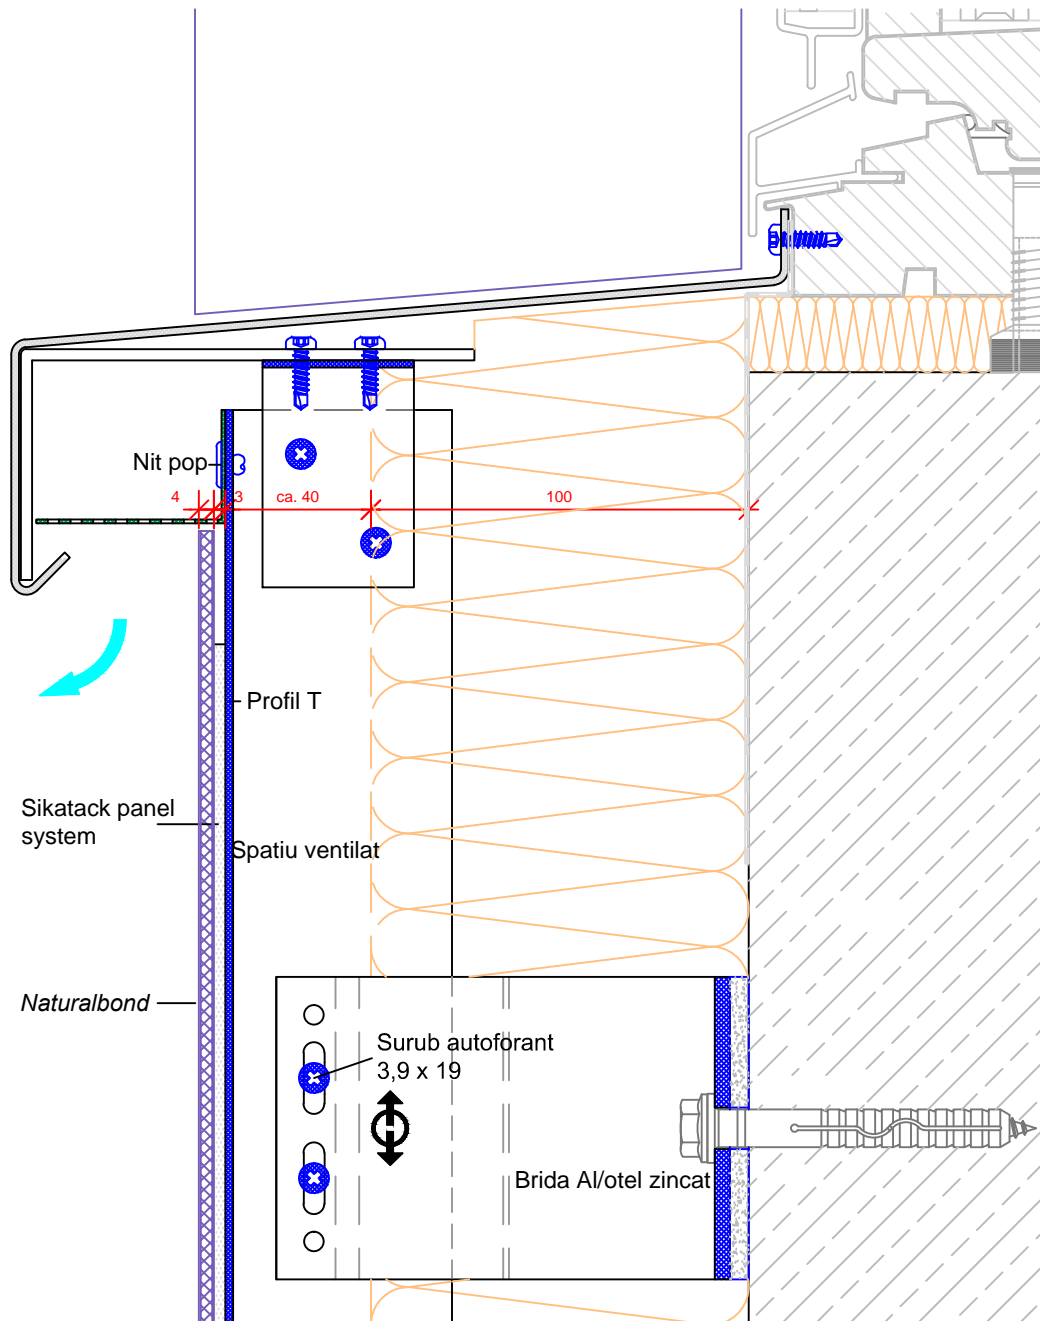 Nit pop
4
3
ca. 40
100
Profil T
Sikatack panel
system
Spatiu ventilat
Naturalbond
Surub autoforant
3,9 x 19
Brida Al/otel zincat